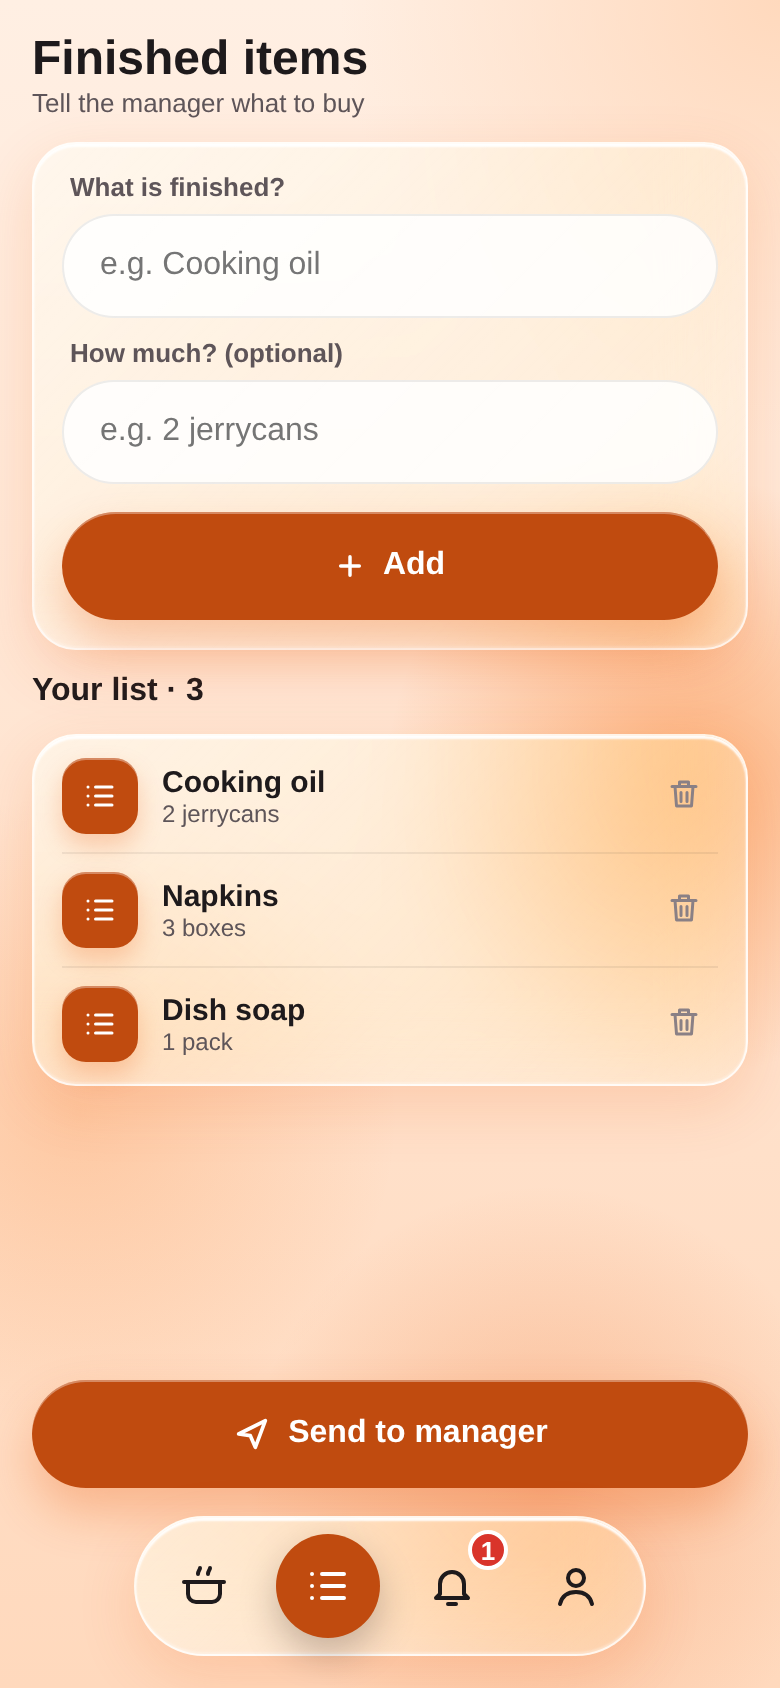 Finished items
Tell the manager what to buy
What is finished?
e.g. Cooking oil
How much? (optional)
e.g. 2 jerrycans
Add
Your list · 3
Cooking oil
2 jerrycans
Napkins
3 boxes
Dish soap
1 pack
Send to manager
1